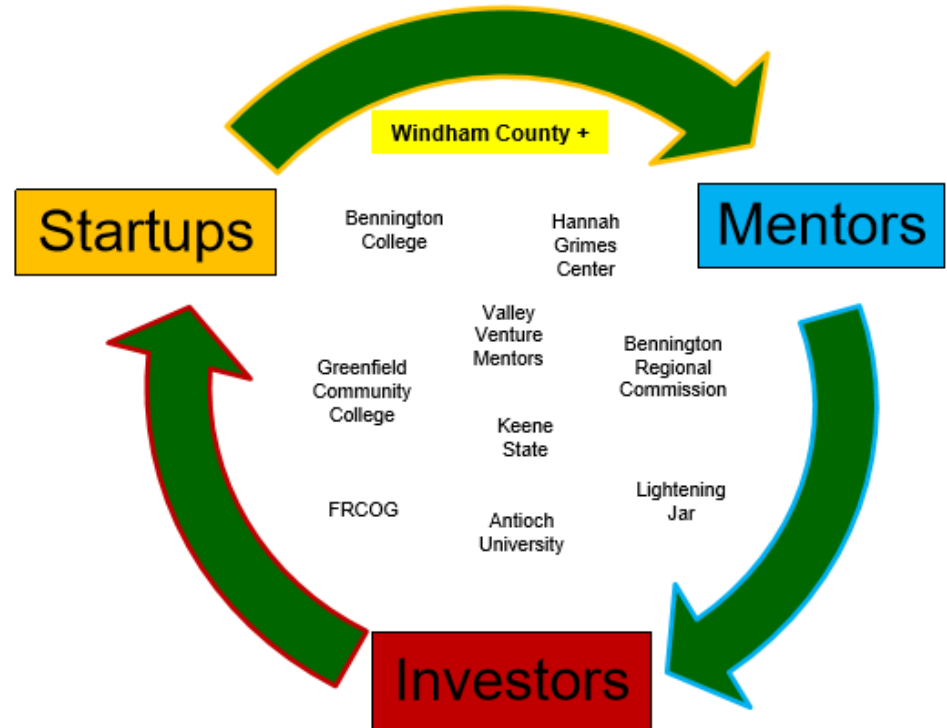 Windham County +
Startups
Mentors
Bennington
College
Hannah
Grimes
Center
Valley
Venture
Mentors
Bennington
Regional
Commission
Greenfield
Community
College
Keene
State
Lightening
Jar
FRCOG
Antioch
University
Investors